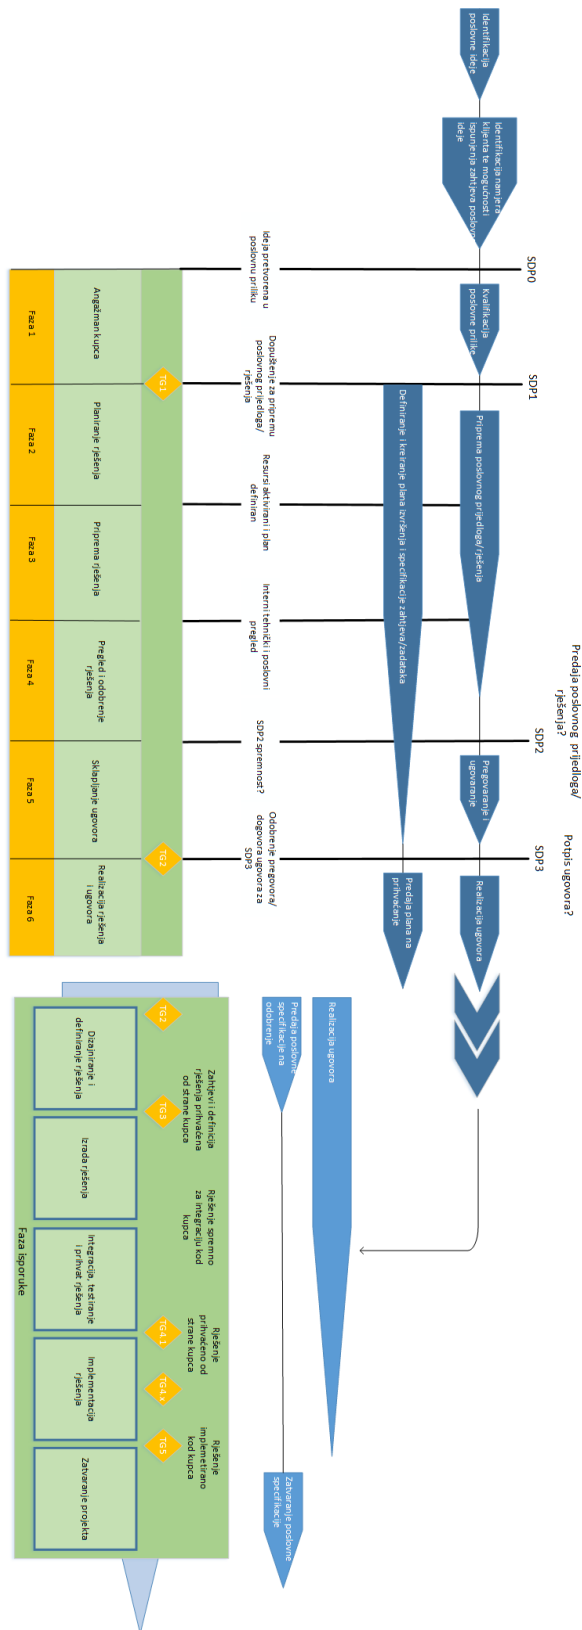 Identifikacija
poslovne ideje
Identifikacija namjera
klijenta te mogućnosti
ispunjenja zahtjeva poslovne
ideje
SDP0
Kvalifikacija
poslovne prilike
SDP1
Priprema poslovnog prijedloga/rješenja
Predaja poslovnog prijedloga/
rješenja?
SDP2
Pregovaranje i
ugovaranje
Potpis ugovora?
SDP3
Realizacija ugovora
Definiranje i kreiranje plana izvršenja i specifikacije zahtjeva/zadataka
Predaja plana na
prihvaćanje
Ideja pretvorena u
poslovnu priliku
Dopuštenje za pripremu
poslovnog prijedloga/
rješenja
Resursi aktivirani i plan
definiran
Interni tehnički i poslovni
pregled
SDP2 spremnost?
Odobrenje pregovora/
dogovora ugovora za
SDP3
TG1
TG2
Angažman kupca
Planiranje rješenja
Priprema rješenja
Pregled i odobrenje
rješenja
Sklapljanje ugovora
Realizacija rješenja
i ugovora
Faza 1
Faza 2
Faza 3
Faza 4
Faza 5
Faza 6
Realizacija ugovora
Predaja poslovne
specifikacije na
odobrenje
Zatvaranje poslovne
specifikacije
Zahtjevi i definicija
rješenja prihvaćena
od strane kupca
Rješenje spremno
za integraciju kod
kupca
Rješenje
prihvaćeno od
strane kupca
Rješenje
implemetirano
kod kupca
TG2
TG3
TG4.1
TG4.x
TG5
Dizajniranje i
definiranje rješenja
Izrada rješenja
Integracija, testiranje
i prihvat rješenja
Implementacija
rješenja
Zatvaranje projekta
Faza isporuke